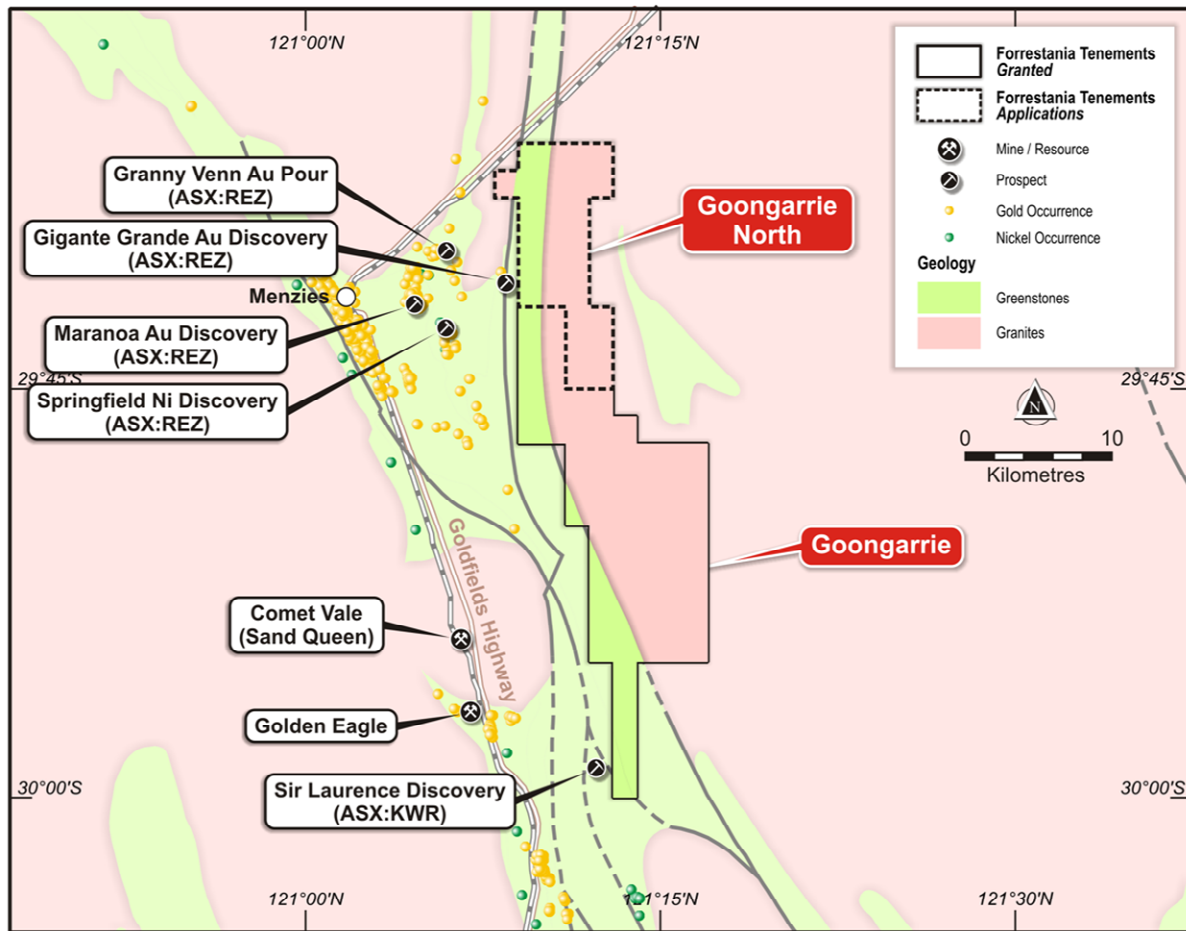 121°00'N
121°15'N
Forrestania Tenements
Granted
Forrestania Tenements
Applications
Mine / Resource
Prospect
Gold Occurrence
Nickel Occurrence
Geology
Greenstones
Granites
Granny Venn Au Pour
(ASX:REZ)
Gigante Grande Au Discovery
(ASX:REZ)
Goongarrie
North
Menzies
Maranoa Au Discovery
(ASX:REZ)
Springfield Ni Discovery
(ASX:REZ)
29°45'S
29°45'S
N
0
10
Kilometres
Goldfields Highway
Goongarrie
Comet Vale
(Sand Queen)
Golden Eagle
Sir Laurence Discovery
(ASX:KWR)
30°00'S
30°00'S
121°00'N
121°15'N
121°30'N